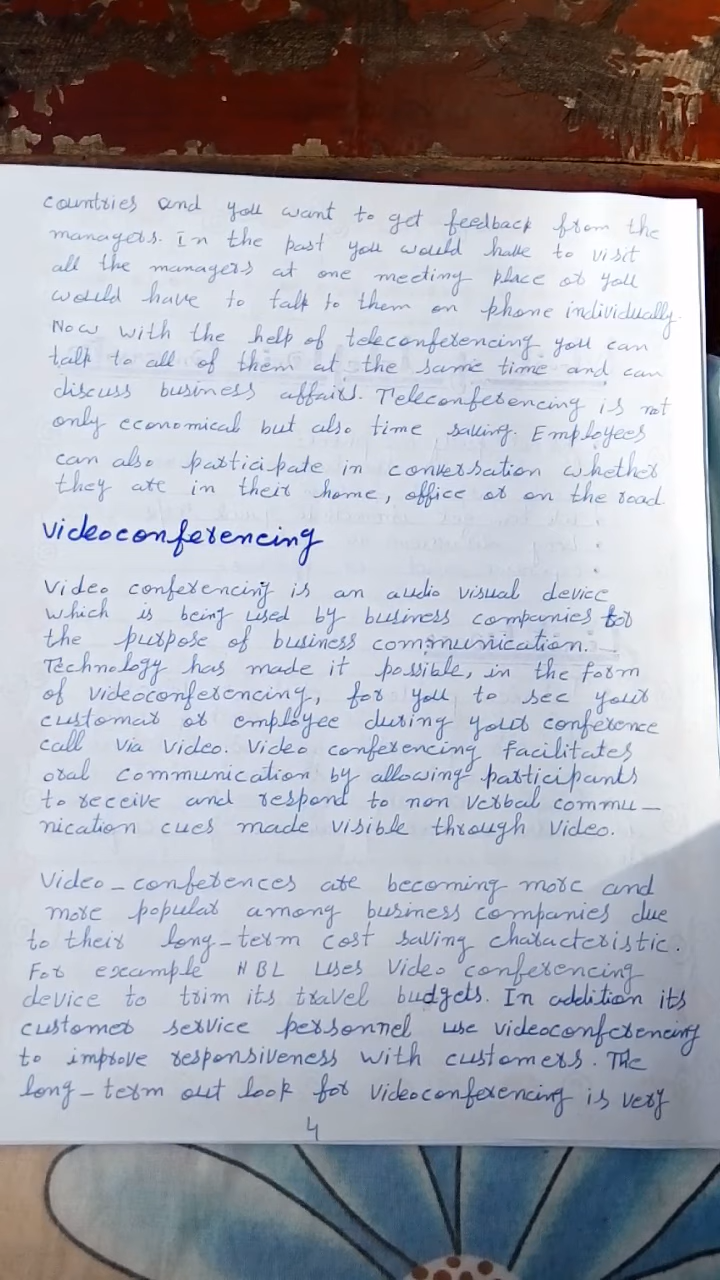 countries and you want to get feedback from the
managers. In the past you would have to visit
all the managers at one meeting place or you
would have to talk to them on phone individually.
Now with the help of teleconferencing you can
talk to all of them at the same time and can
discuss business affairs. Teleconferencing is not
only economical but also time saving. Employees
can also participate in conversation whether
they are in their home, office or on the road
videoconferencing
Video conferencing is an audio visual device
which is being used by business companies for
the purpose of business communication.
Technology has made it possible, in the form
of videoconferencing, for you to see your
customar or employee during your conference
call via video. Video conferencing facilitates
oral communication by allowing participants
to receive and respond to non verbal commu-
nication cues made visible through video.
Video-conferences are becoming more and
more popular among business companies due
to their long-term cost saving characteristic.
For example HBL uses Video conferencing
device to trim its travel budgets. In addition its
customer service personnel use videoconferencing
to improve responsiveness with customers. The
long-term out look for videoconferencing is very
4